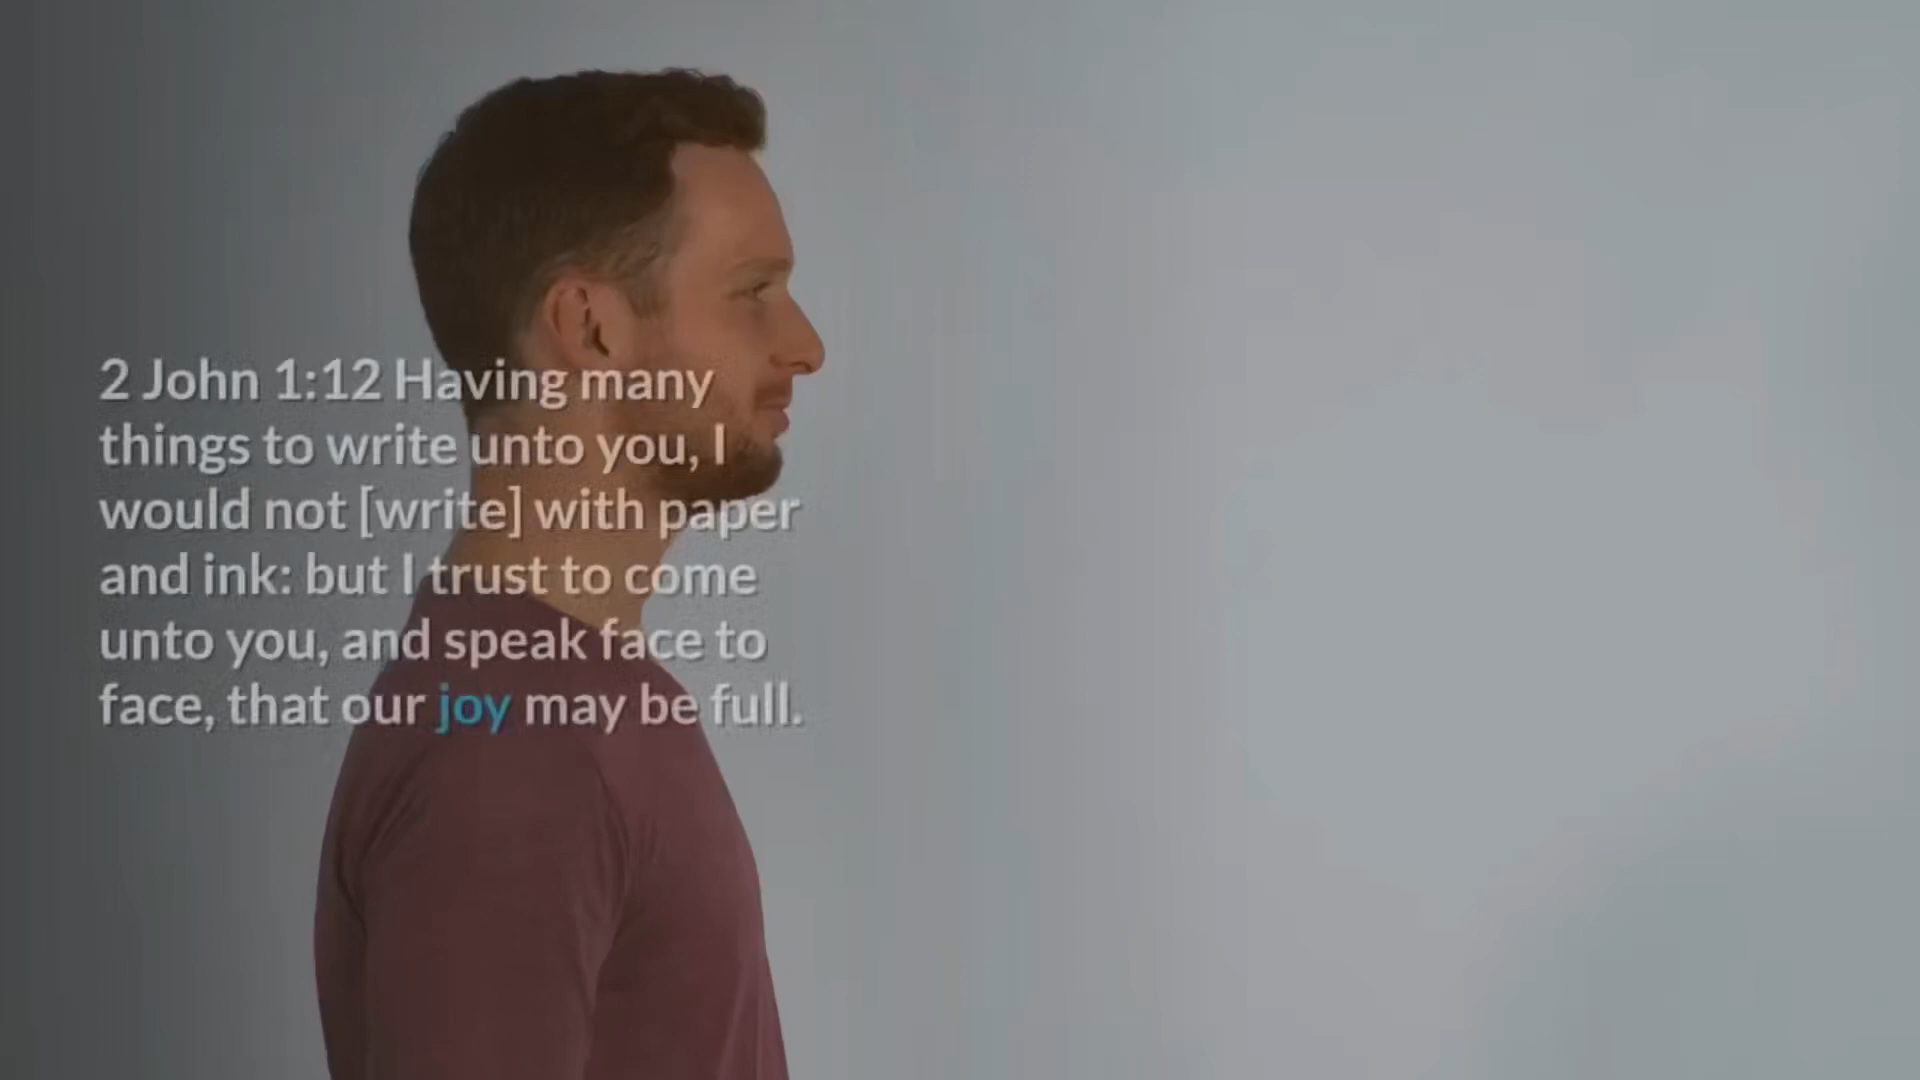 2 John 1:12 Having many
things to write unto you, I
would not [write] with paper
and ink: but I trust to come
unto you, and speak face to
face, that our joy may be full.